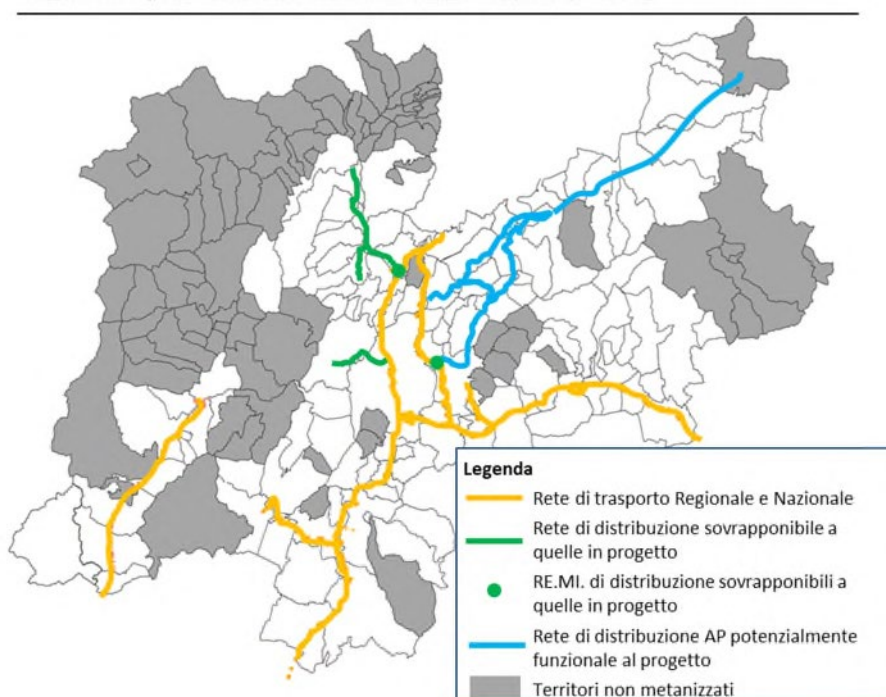 Legenda
Rete di trasporto Regionale e Nazionale
Rete di distribuzione sovrapponibile a
quelle in progetto
RE.MI. di distribuzione sovrapponibili a
quelle in progetto
Rete di distribuzione AP potenzialmente
funzionale al progetto
Territori non metanizzati